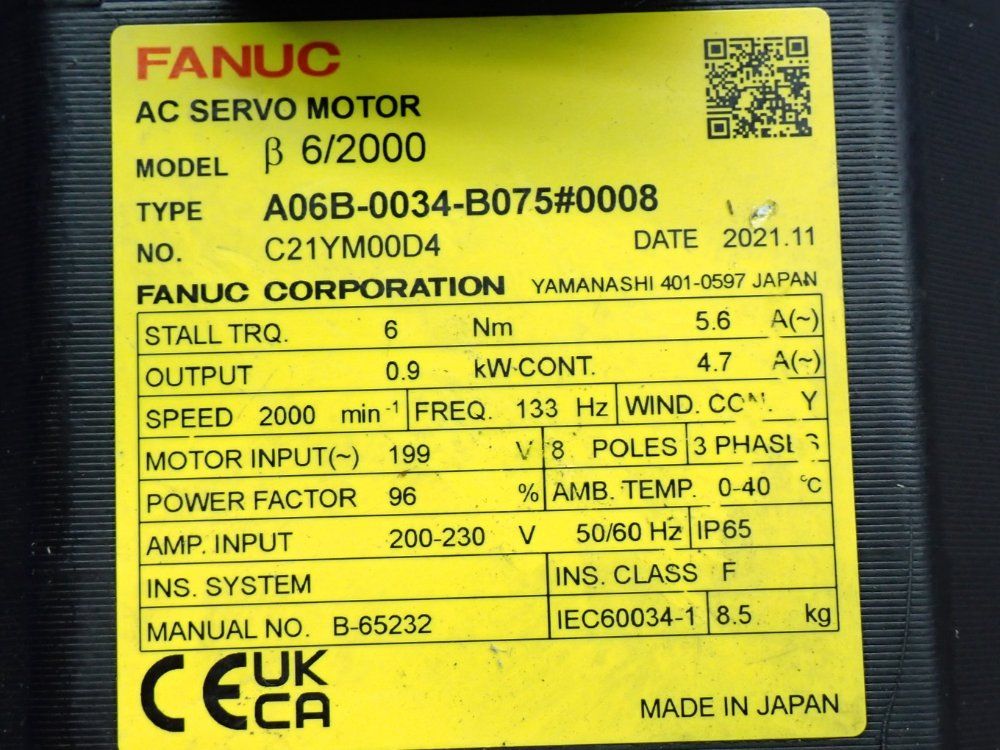 FANUC
AC SERVO MOTOR
MODEL β 6/2000
TYPE A06B-0034-B075#0008
NO. C21YM00D4 DATE 2021.11
FANUC CORPORATION YAMANASHI 401-0597 JAPAN
STALL TRQ. 6 Nm 5.6 A(~)
OUTPUT 0.9 kW-CONT. 4.7 A(~)
SPEED 2000 min⁻¹ FREQ. 133 Hz WIND. CON. Y
MOTOR INPUT(~) 199 V 8 POLES 3 PHASES
POWER FACTOR 96 % AMB. TEMP. 0-40 °C
AMP. INPUT 200-230 V 50/60 Hz IP65
INS. SYSTEM INS. CLASS F
MANUAL NO. B-65232 IEC60034-1 8.5 kg
CE UK
CA
MADE IN JAPAN